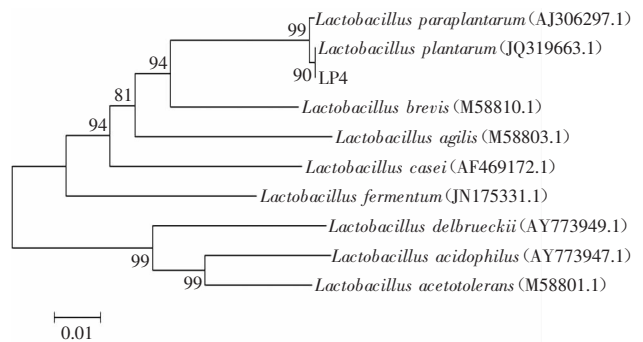 99
Lactobacillus paraplantarum(AJ306297.1)
Lactobacillus plantarum(JQ319663.1)
90
LP4
94
Lactobacillus brevis(M58810.1)
81
Lactobacillus agilis(M58803.1)
94
Lactobacillus casei(AF469172.1)
Lactobacillus fermentum(JN175331.1)
Lactobacillus delbrueckii(AY773949.1)
99
Lactobacillus acidophilus(AY773947.1)
99
Lactobacillus acetotolerans(M58801.1)
0.01